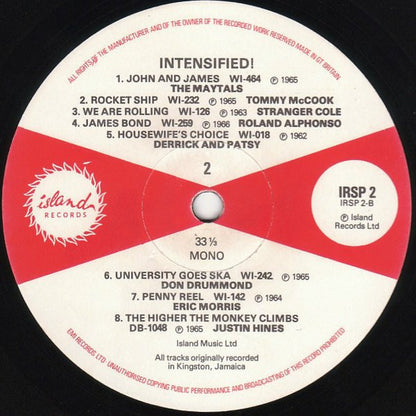 ALL RIGHTS OF THE MANUFACTURER AND OF THE OWNER OF THE RECORDED WORK RESERVED MADE IN GT BRITAIN
INTENSIFIED!
1. JOHN AND JAMES WI-464 ℗ 1965
THE MAYTALS
2. ROCKET SHIP WI-232 ℗ 1965 TOMMY McCOOK
3. WE ARE ROLLING WI-126 ℗ 1963 STRANGER COLE
4. JAMES BOND WI-259 ℗ 1966 ROLAND ALPHONSO
5. HOUSEWIFE'S CHOICE WI-018 ℗ 1962
DERRICK AND PATSY
2
island
RECORDS
IRSP 2
IRSP 2-B
℗ Island
Records Ltd
33⅓
MONO
6. UNIVERSITY GOES SKA WI-242. ℗ 1965
DON DRUMMOND
7. PENNY REEL WI-142 ℗ 1964
ERIC MORRIS
8. THE HIGHER THE MONKEY CLIMBS
DB-1048 ℗ 1965 JUSTIN HINES
Island Music Ltd
All tracks originally recorded
in Kingston, Jamaica
EMI RECORDS LTD UNAUTHORISED COPYING PUBLIC PERFORMANCE AND BROADCASTING OF THIS RECORD PROHIBITED